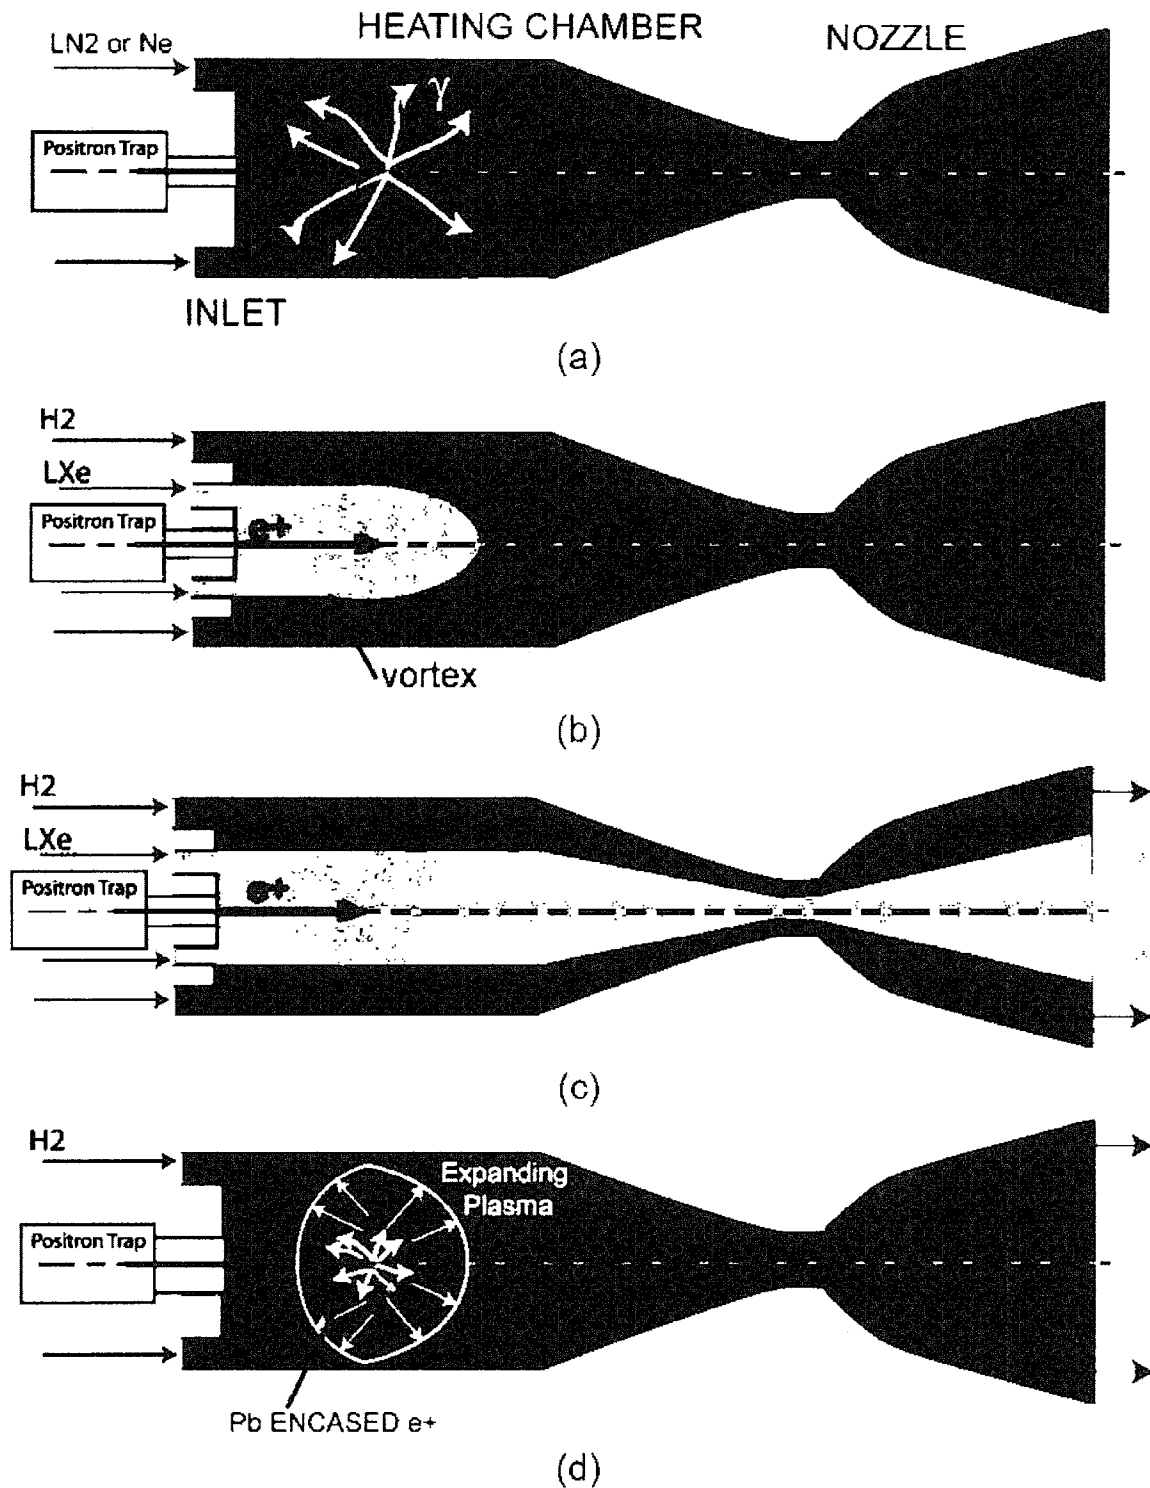 HEATING CHAMBER
NOZZLE
LN2 or Ne
γ
Positron Trap
INLET
(a)
H2
LXe
Positron Trap
e+
vortex
(b)
H2
LXe
Positron Trap
e+
(c)
H2
Expanding
Plasma
Positron Trap
Pb ENCASED e+
(d)